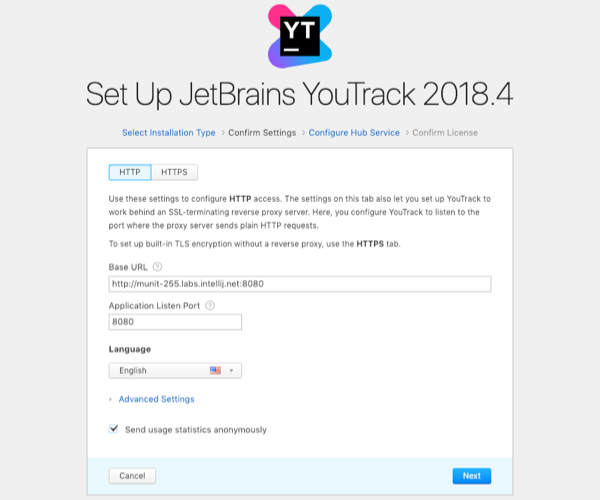 YT
Set Up JetBrains YouTrack 2018.4
Select Installation Type › Confirm Settings › Configure Hub Service › Confirm License
HTTP HTTPS
Use these settings to configure HTTP access. The settings on this tab also let you set up YouTrack to
work behind an SSL-terminating reverse proxy server. Here, you configure YouTrack to listen to the
port where the proxy server sends plain HTTP requests.
To set up built-in TLS encryption without a reverse proxy, use the HTTPS tab.
Base URL ?
http://munit-255.labs.intellij.net:8080
Application Listen Port ?
8080
Language
English
› Advanced Settings
Send usage statistics anonymously
Cancel Next